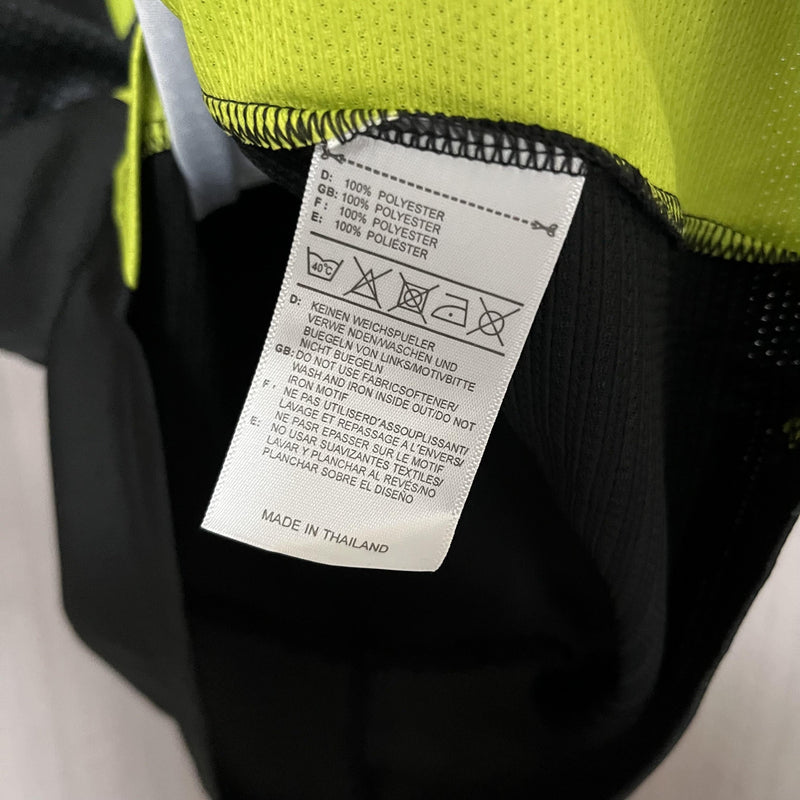 D: 100% POLYESTER
GB: 100% POLYESTER
F: 100% POLYESTER
E: 100% POLIÉSTER
40°C
D: KEINEN WEICHSPUELER
VERWE NDEN/WASCHEN UND
BUEGELN VON LINKS/MOTIVBITTE
NICHT BUEGELN
GB: DO NOT USE FABRICSOFTENER/
WASH AND IRON INSIDE OUT/DO NOT
IRON MOTIF
F. NE PAS UTILISERD'ASSOUPLISSANT/
LAVAGE ET REPASSAGE A L'ENVERS/
NE PASR EPASSER SUR LE MOTIF
E: NO USAR SUAVIZANTES TEXTILES/
LAVAR Y PLANCHAR AL REVÉS/NO
PLANCHAR SOBRE EL DISEÑO
MADE IN THAILAND